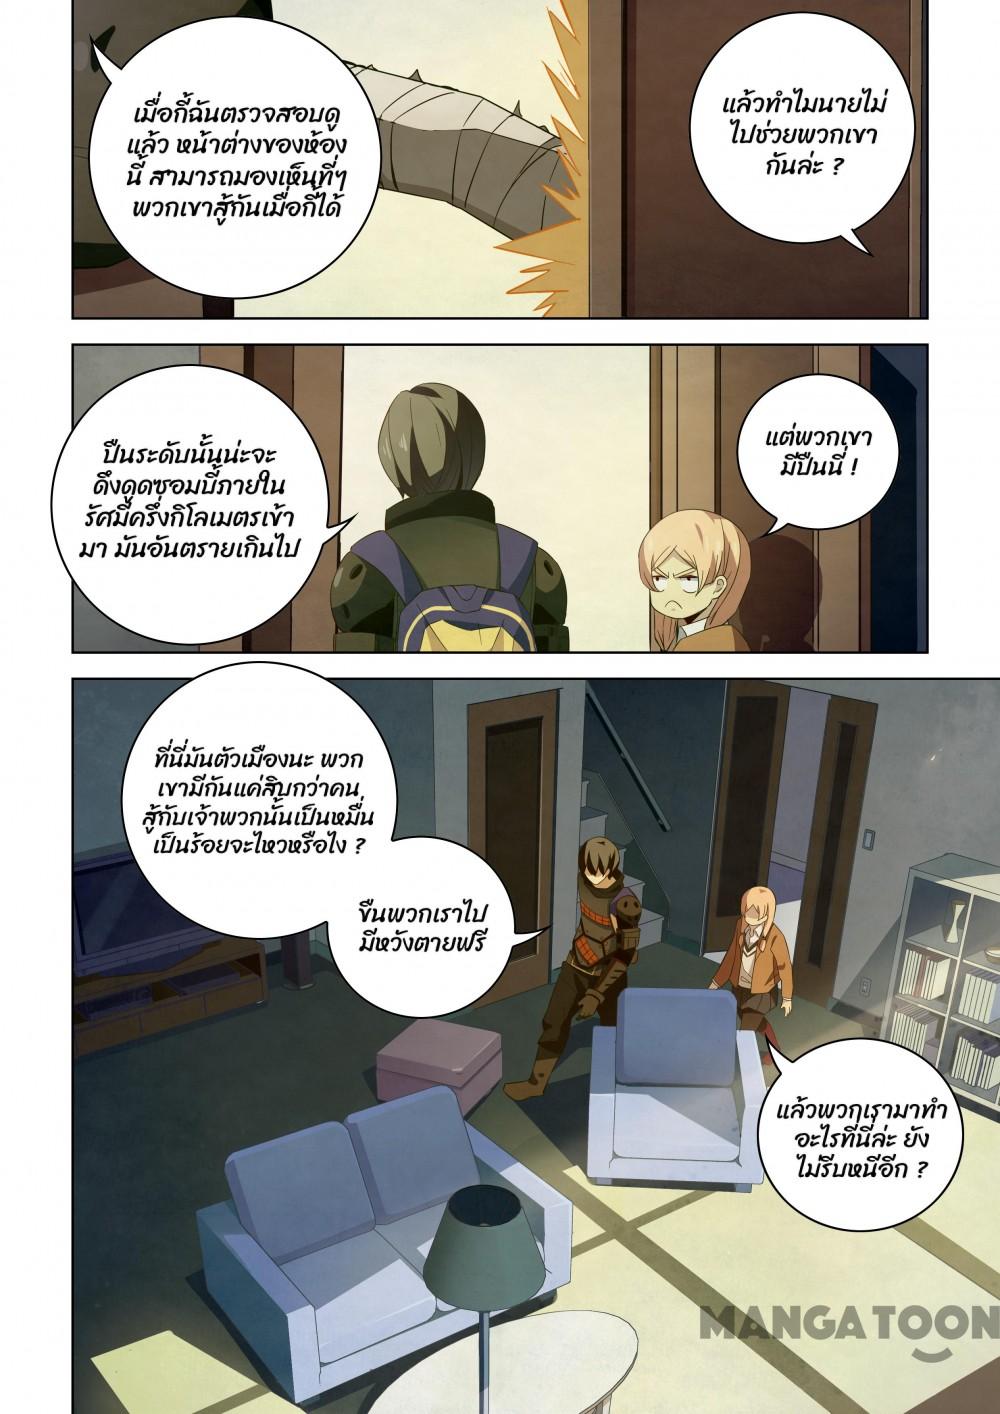 เมื่อกี้ฉันตรวจสอบดู
แล้ว หน้าต่างของห้อง
นี้ สามารถมองเห็นที่ๆ
พวกเขาสู้กันเมื่อกี้ได้
แล้วทำไมนายไม่
ไปช่วยพวกเขา
กันล่ะ ?
แต่พวกเขา
มีปืนนี่ !
ปืนระดับนั้นน่ะจะ
ดึงดูดซอมบี้ภายใน
รัศมีครึ่งกิโลเมตรเข้า
มา มันอันตรายเกินไป
ที่นี่มันตัวเมืองนะ พวก
เขามีกันแค่สิบกว่าคน
สู้กับเจ้าพวกนั้นเป็นหมื่น
เป็นร้อยจะไหวหรือไง ?
ขืนพวกเราไป
มีหวังตายฟรี
แล้วพวกเรามาทำ
อะไรที่นี่ล่ะ ยัง
ไม่รีบหนีอีก ?
MANGATOON